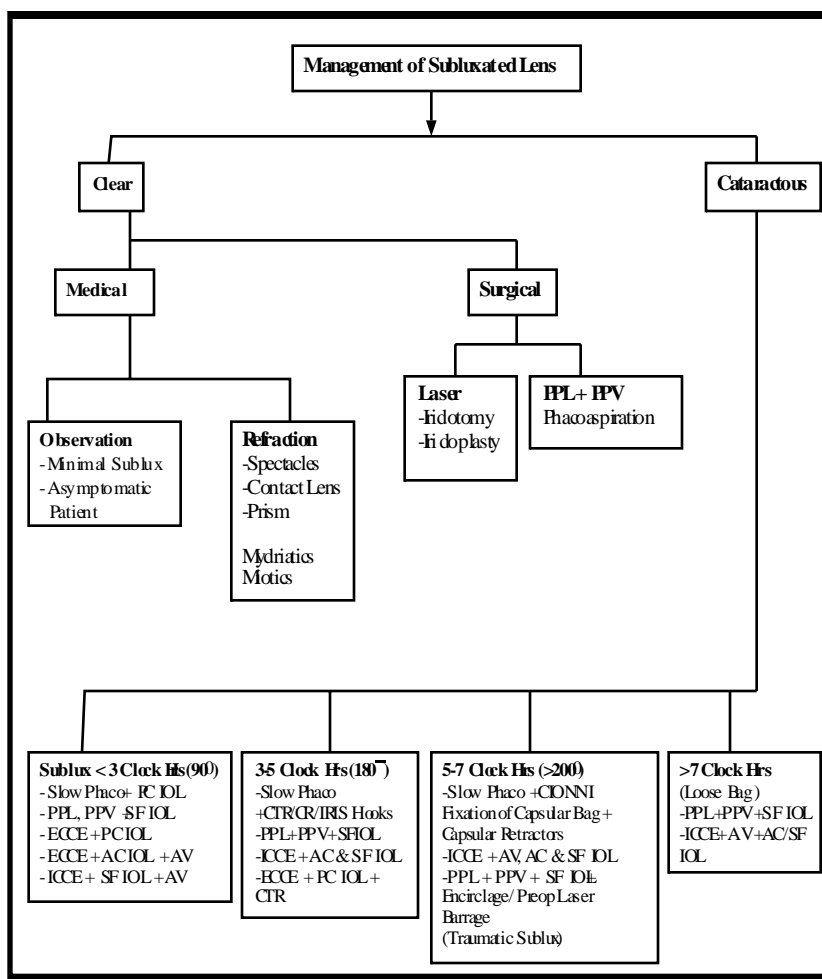 Management of Subluxated Lens
Clear
Cataractous
Medical
Surgical
Observation
- Minimal Sublux
- Asymptomatic
Patient
Refraction
-Spectacles
-Contact Lens
-Prism
Mydriatics
Miotics
Laser
-Iridotomy
-Iridoplasty
PPL + PPV
Phacoaspiration
Sublux < 3 Clock Hrs (90⁰)
-Slow Phaco+ PC IOL
-PPL, PPV -SF IOL
-ECCE + PC IOL
-ECCE + AC IOL + AV
-ICCE + SF IOL + AV
3-5 Clock Hrs (180‾)
-Slow Phaco
+CTR/CR/IRIS Hooks
-PPL+PPV+SFIOL
-ICCE + AC & SF IOL
-ECCE + PC IOL +
CTR
5-7 Clock Hrs (>200⁰)
-Slow Phaco + CIONNI
Fixation of Capsular Bag +
Capsular Retractors
-ICCE + AV, AC & SF IOL
-PPL + PPV + SF IOL±
Encirclage/ Preop Laser
Barrage
(Traumatic Sublux)
>7 Clock Hrs
(Loose Bag)
-PPL+PPV+SF IOL
-ICCE+AV+AC/SF
IOL